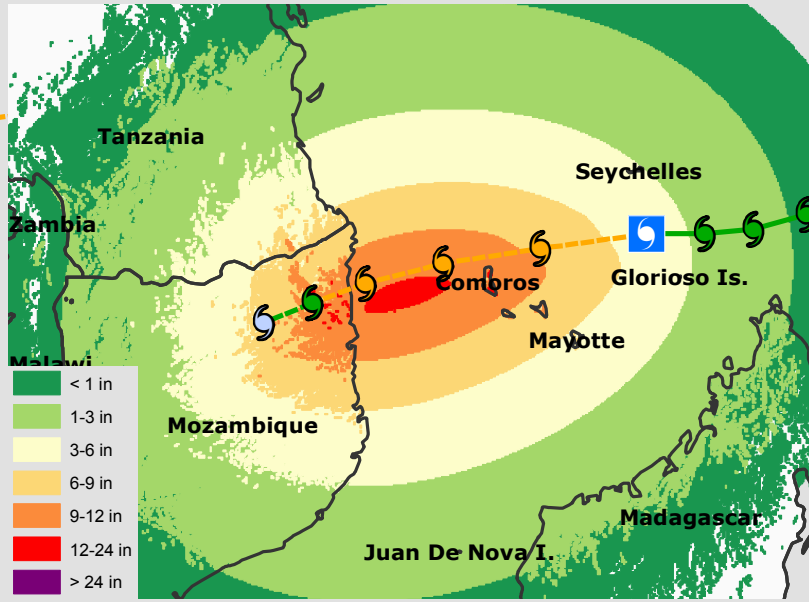 Tanzania
Seychelles
Zambia
Glorioso Is.
Comoros
Mayotte
Malawi
Mozambique
Madagascar
Juan De Nova I.
< 1 in
1-3 in
3-6 in
6-9 in
9-12 in
12-24 in
> 24 in